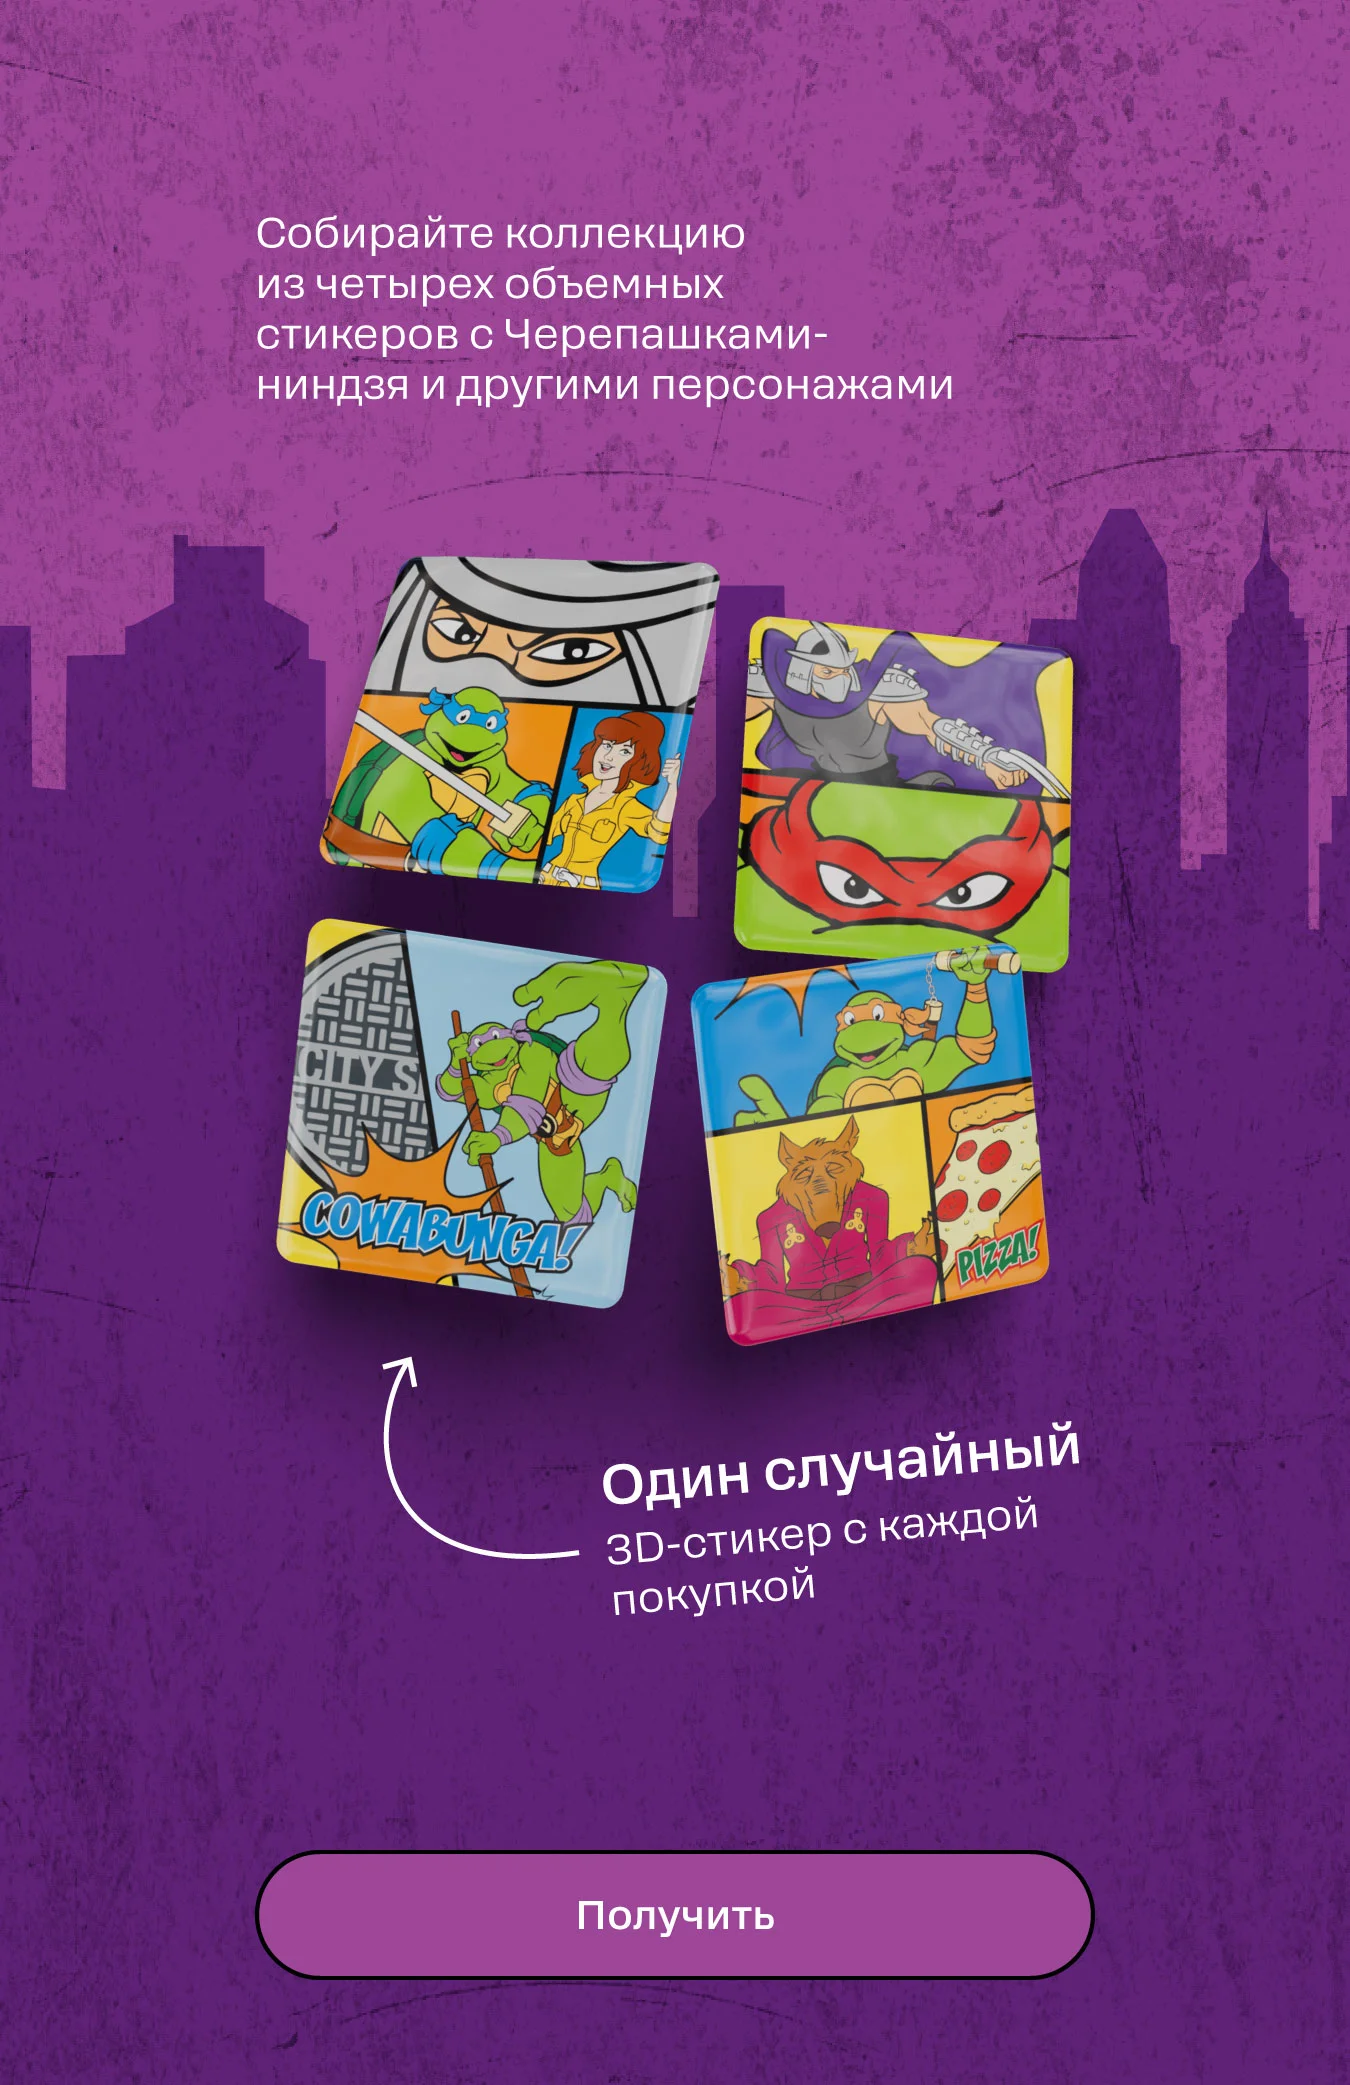 Собирайте коллекцию
из четырех объемных
стикеров с Черепашками-
ниндзя и другими персонажами
CITY S
COWABUNGA!
PIZZA!
Один случайный
3D-стикер с каждой
покупкой
Получить